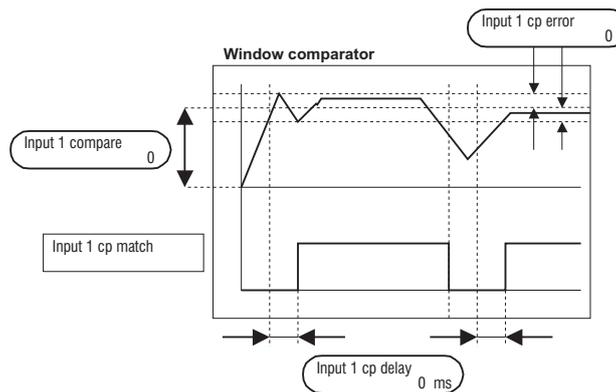 Input 1 cp error
0
Window comparator
Input 1 compare
0
Input 1 cp match
Input 1 cp delay
0 ms